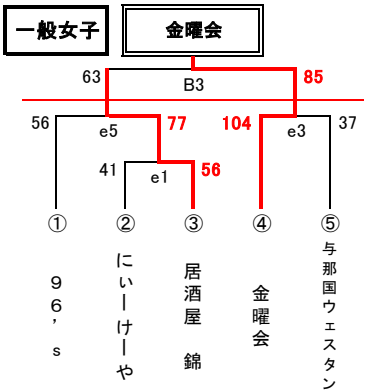 一般女子
金曜会
63
85
B3
56
77
104
37
e5
e3
41
56
e1
①
②
③
④
⑤
96’s
にぃーけーや
居酒屋 錦
金曜会
与那国ウェスタン